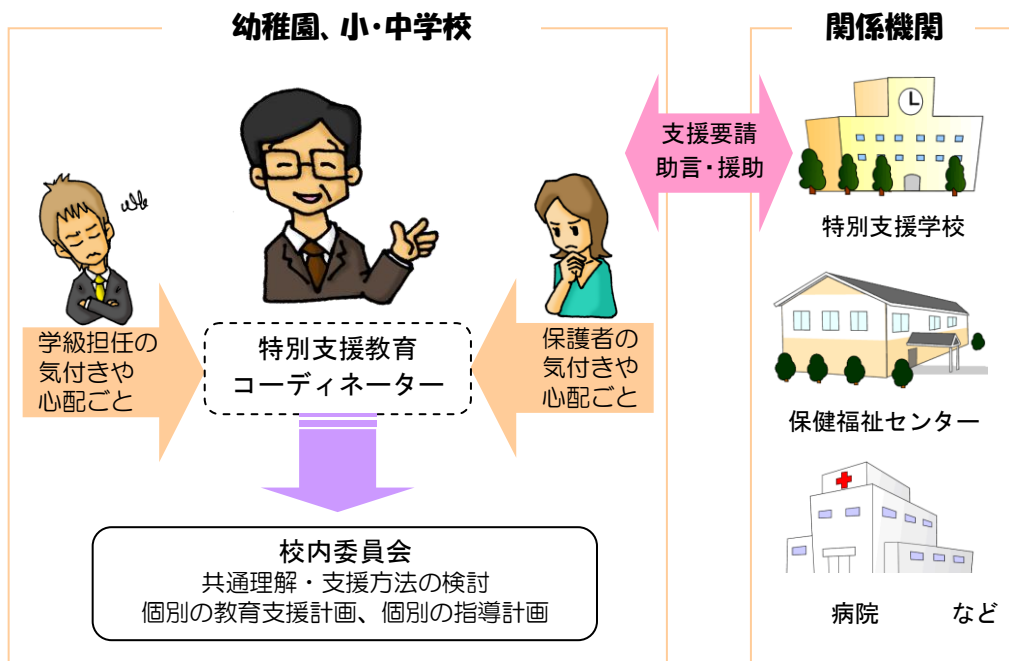 幼稚園、小・中学校
関係機関
支援要請
助言・援助
特別支援学校
学級担任の
気付きや
心配ごと
特別支援教育
コーディネーター
保護者の
気付きや
心配ごと
保健福祉センター
校内委員会
共通理解・支援方法の検討
個別の教育支援計画、個別の指導計画
病院 など